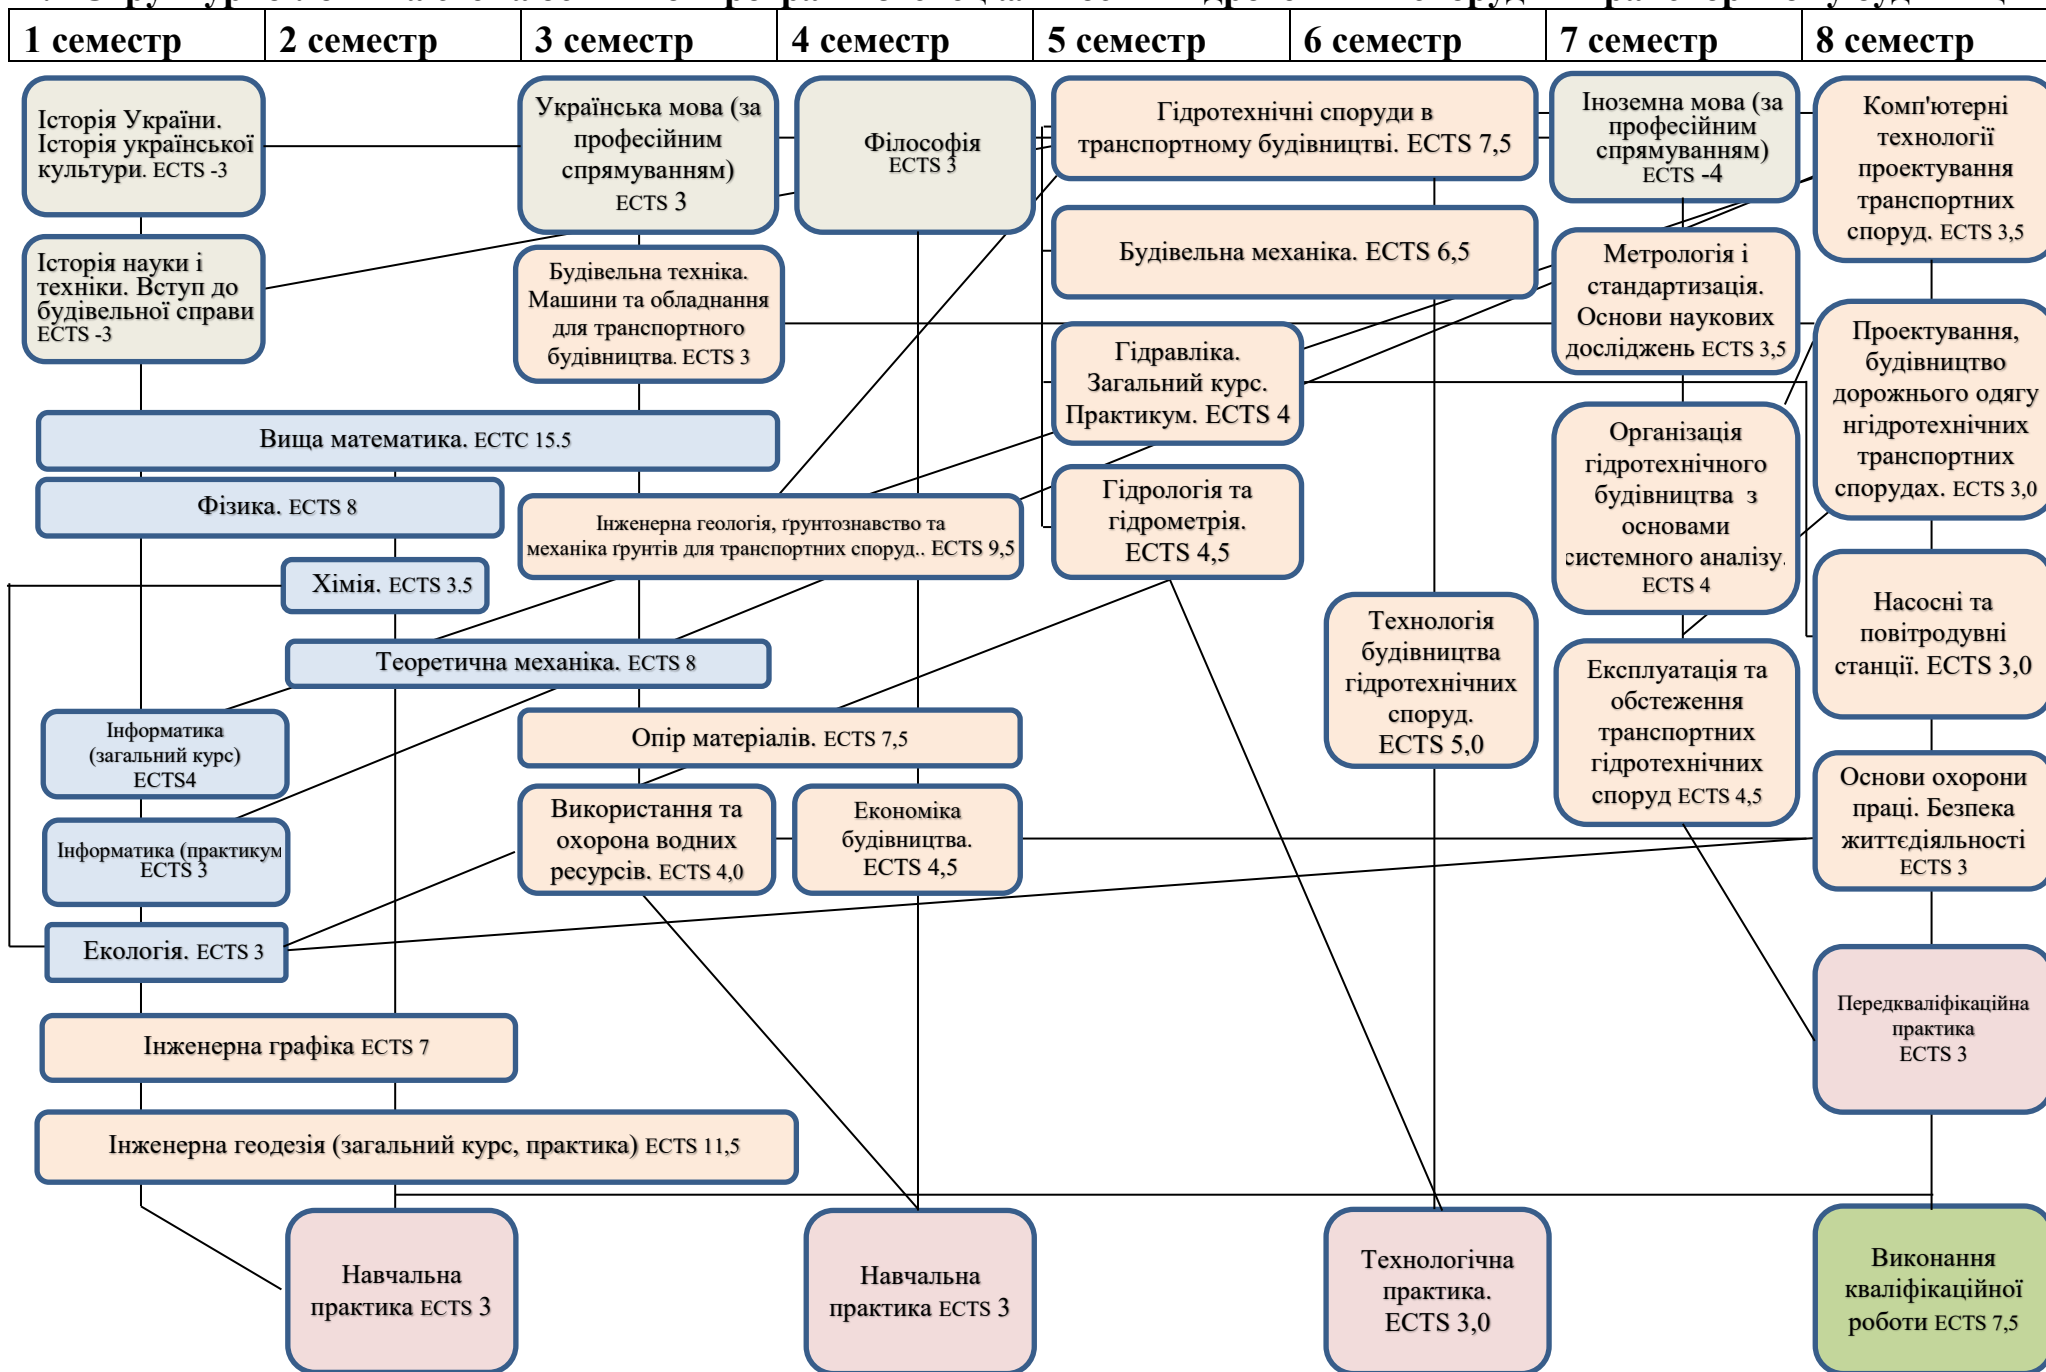 1 семестр
2 семестр
3 семестр
4 семестр
5 семестр
6 семестр
7 семестр
8 семестр
Історія України.
Історія української
культури. ECTS -3
Українська мова (за
професійним
спрямуванням)
ECTS 3
Філософія
ECTS 3
Гідротехнічні споруди в
транспортному будівництві. ECTS 7,5
Іноземна мова (за
професійним
спрямуванням)
ECTS -4
Комп'ютерні
технології
проектування
транспортних
споруд. ECTS 3,5
Історія науки і
техніки. Вступ до
будівельної справи
ECTS -3
Будівельна техніка.
Машини та обладнання
для транспортного
будівництва. ECTS 3
Будівельна механіка. ECTS 6,5
Метрологія і
стандартизація.
Основи наукових
досліджень ECTS 3,5
Гідравліка.
Загальний курс.
Практикум. ECTS 4
Проектування,
будівництво
дорожнього одягу
нгідротехнічних
транспортних
спорудах. ECTS 3,0
Вища математика. ECTC 15.5
Організація
гідротехнічного
будівництва з
основами
системного аналізу.
ECTS 4
Фізика. ECTS 8
Гідрологія та
гідрометрія.
ECTS 4,5
Інженерна геологія, ґрунтознавство та
механіка ґрунтів для транспортних споруд.. ECTS 9,5
Хімія. ECTS 3.5
Насосні та
повітродувні
станції. ECTS 3,0
Технологія
будівництва
гідротехнічних
споруд.
ECTS 5,0
Теоретична механіка. ECTS 8
Експлуатація та
обстеження
транспортних
гідротехнічних
споруд ECTS 4,5
Інформатика
(загальний курс)
ECTS4
Опір матеріалів. ECTS 7,5
Основи охорони
праці. Безпека
життєдіяльності
ECTS 3
Використання та
охорона водних
ресурсів. ECTS 4,0
Економіка
будівництва.
ECTS 4,5
Інформатика (практикум
ECTS 3
Екологія. ECTS 3
Передкваліфікаційна
практика
ECTS 3
Інженерна графіка ECTS 7
Інженерна геодезія (загальний курс, практика) ECTS 11,5
Навчальна
практика ECTS 3
Навчальна
практика ECTS 3
Технологічна
практика.
ECTS 3,0
Виконання
кваліфікаційної
роботи ECTS 7,5